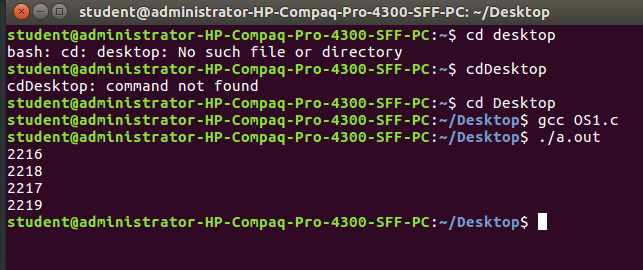 student@administrator-HP-Compaq-Pro-4300-SFF-PC: ~/Desktop
student@administrator-HP-Compaq-Pro-4300-SFF-PC:~$ cd desktop
bash: cd: desktop: No such file or directory
student@administrator-HP-Compaq-Pro-4300-SFF-PC:~$ cdDesktop
cdDesktop: command not found
student@administrator-HP-Compaq-Pro-4300-SFF-PC:~$ cd Desktop
student@administrator-HP-Compaq-Pro-4300-SFF-PC:~/Desktop$ gcc OS1.c
student@administrator-HP-Compaq-Pro-4300-SFF-PC:~/Desktop$ ./a.out
2216
2218
2217
2219
student@administrator-HP-Compaq-Pro-4300-SFF-PC:~/Desktop$